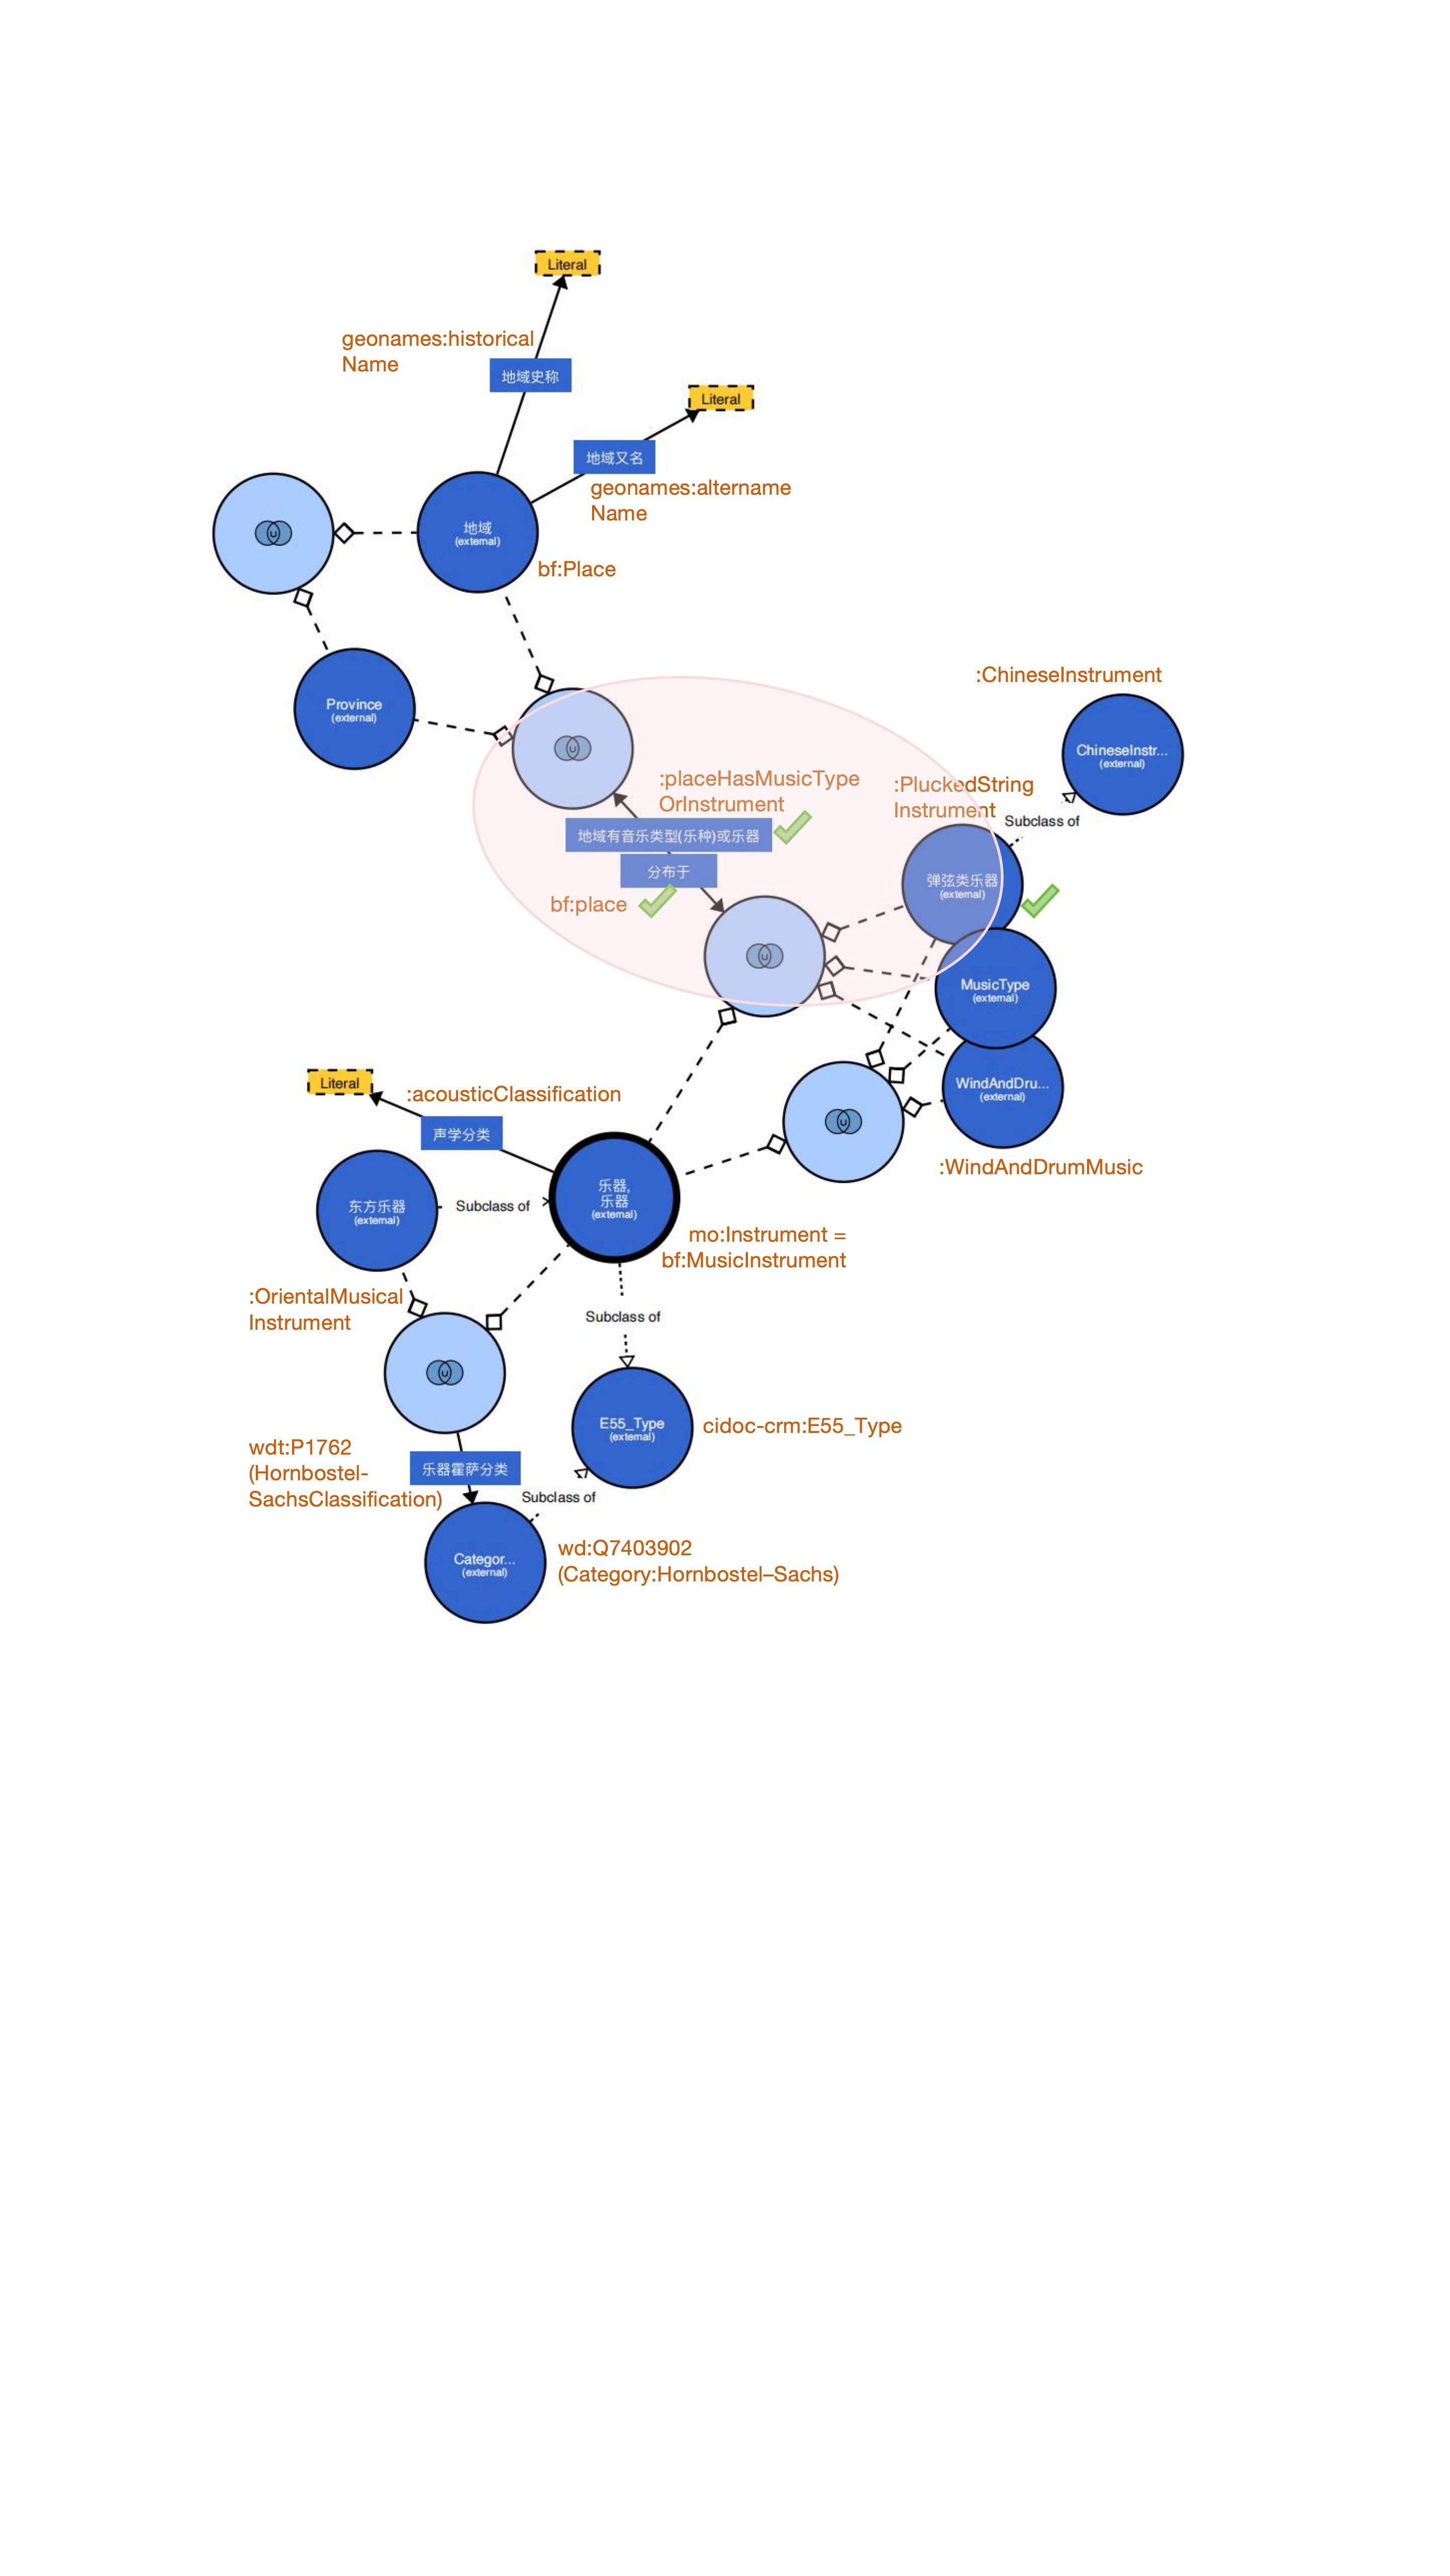 Literal
geonames:historical
Name
地域史称
Literal
地域又名
geonames:altername
Name
地域
(external)
bf:Place
Province
(external)
:ChineseInstrument
ChineseInstr...
(external)
:placeHasMusicType
OrInstrument
:PluckedString
Instrument
Subclass of
地域有音乐类型(乐种)或乐器
分布于
bf:place
弹弦类乐器
(external)
MusicType
(external)
WindAndDru...
(external)
:WindAndDrumMusic
Literal
:acousticClassification
声学分类
东方乐器
(external)
Subclass of
乐器,
乐器
(external)
mo:Instrument =
bf:MusicInstrument
:OrientalMusical
Instrument
Subclass of
E55_Type
(external)
cidoc-crm:E55_Type
wdt:P1762
(Hornbostel-
SachsClassification)
乐器霍萨分类
Subclass of
Categor...
(external)
wd:Q7403902
(Category:Hornbostel–Sachs)